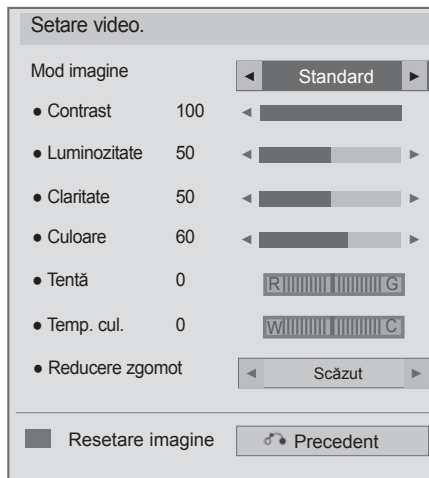 Setare video.
Mod imagine ◄ Standard ►
● Contrast 100 ◄
● Luminozitate 50 ◄ ►
● Claritate 50 ◄ ►
● Culoare 60 ◄ ►
● Tentă 0 R G
● Temp. cul. 0 W C
● Reducere zgomot ◄ Scăzut ►
Resetare imagine Precedent